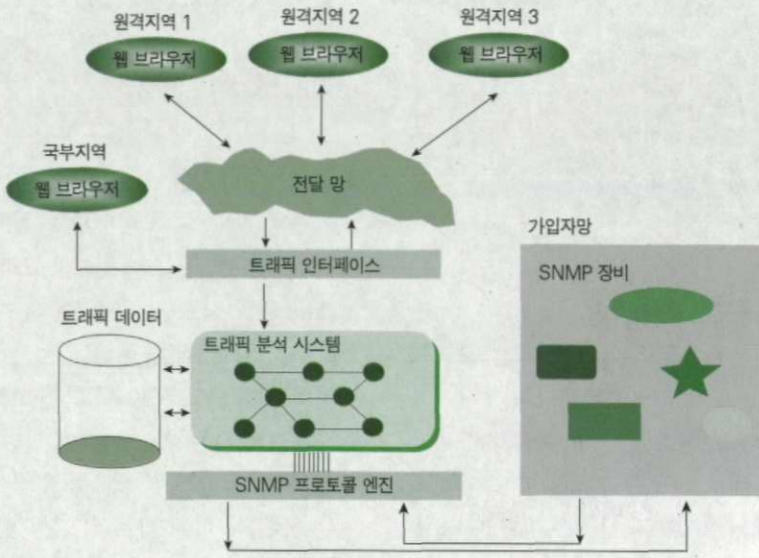 원격지역 1
원격지역 2
원격지역 3
웹 브라우저
웹 브라우저
웹 브라우저
국부지역
웹 브라우저
전달 망
트래픽 인터페이스
가입자망
SNMP 장비
트래픽 데이터
트래픽 분석 시스템
SNMP 프로토콜 엔진